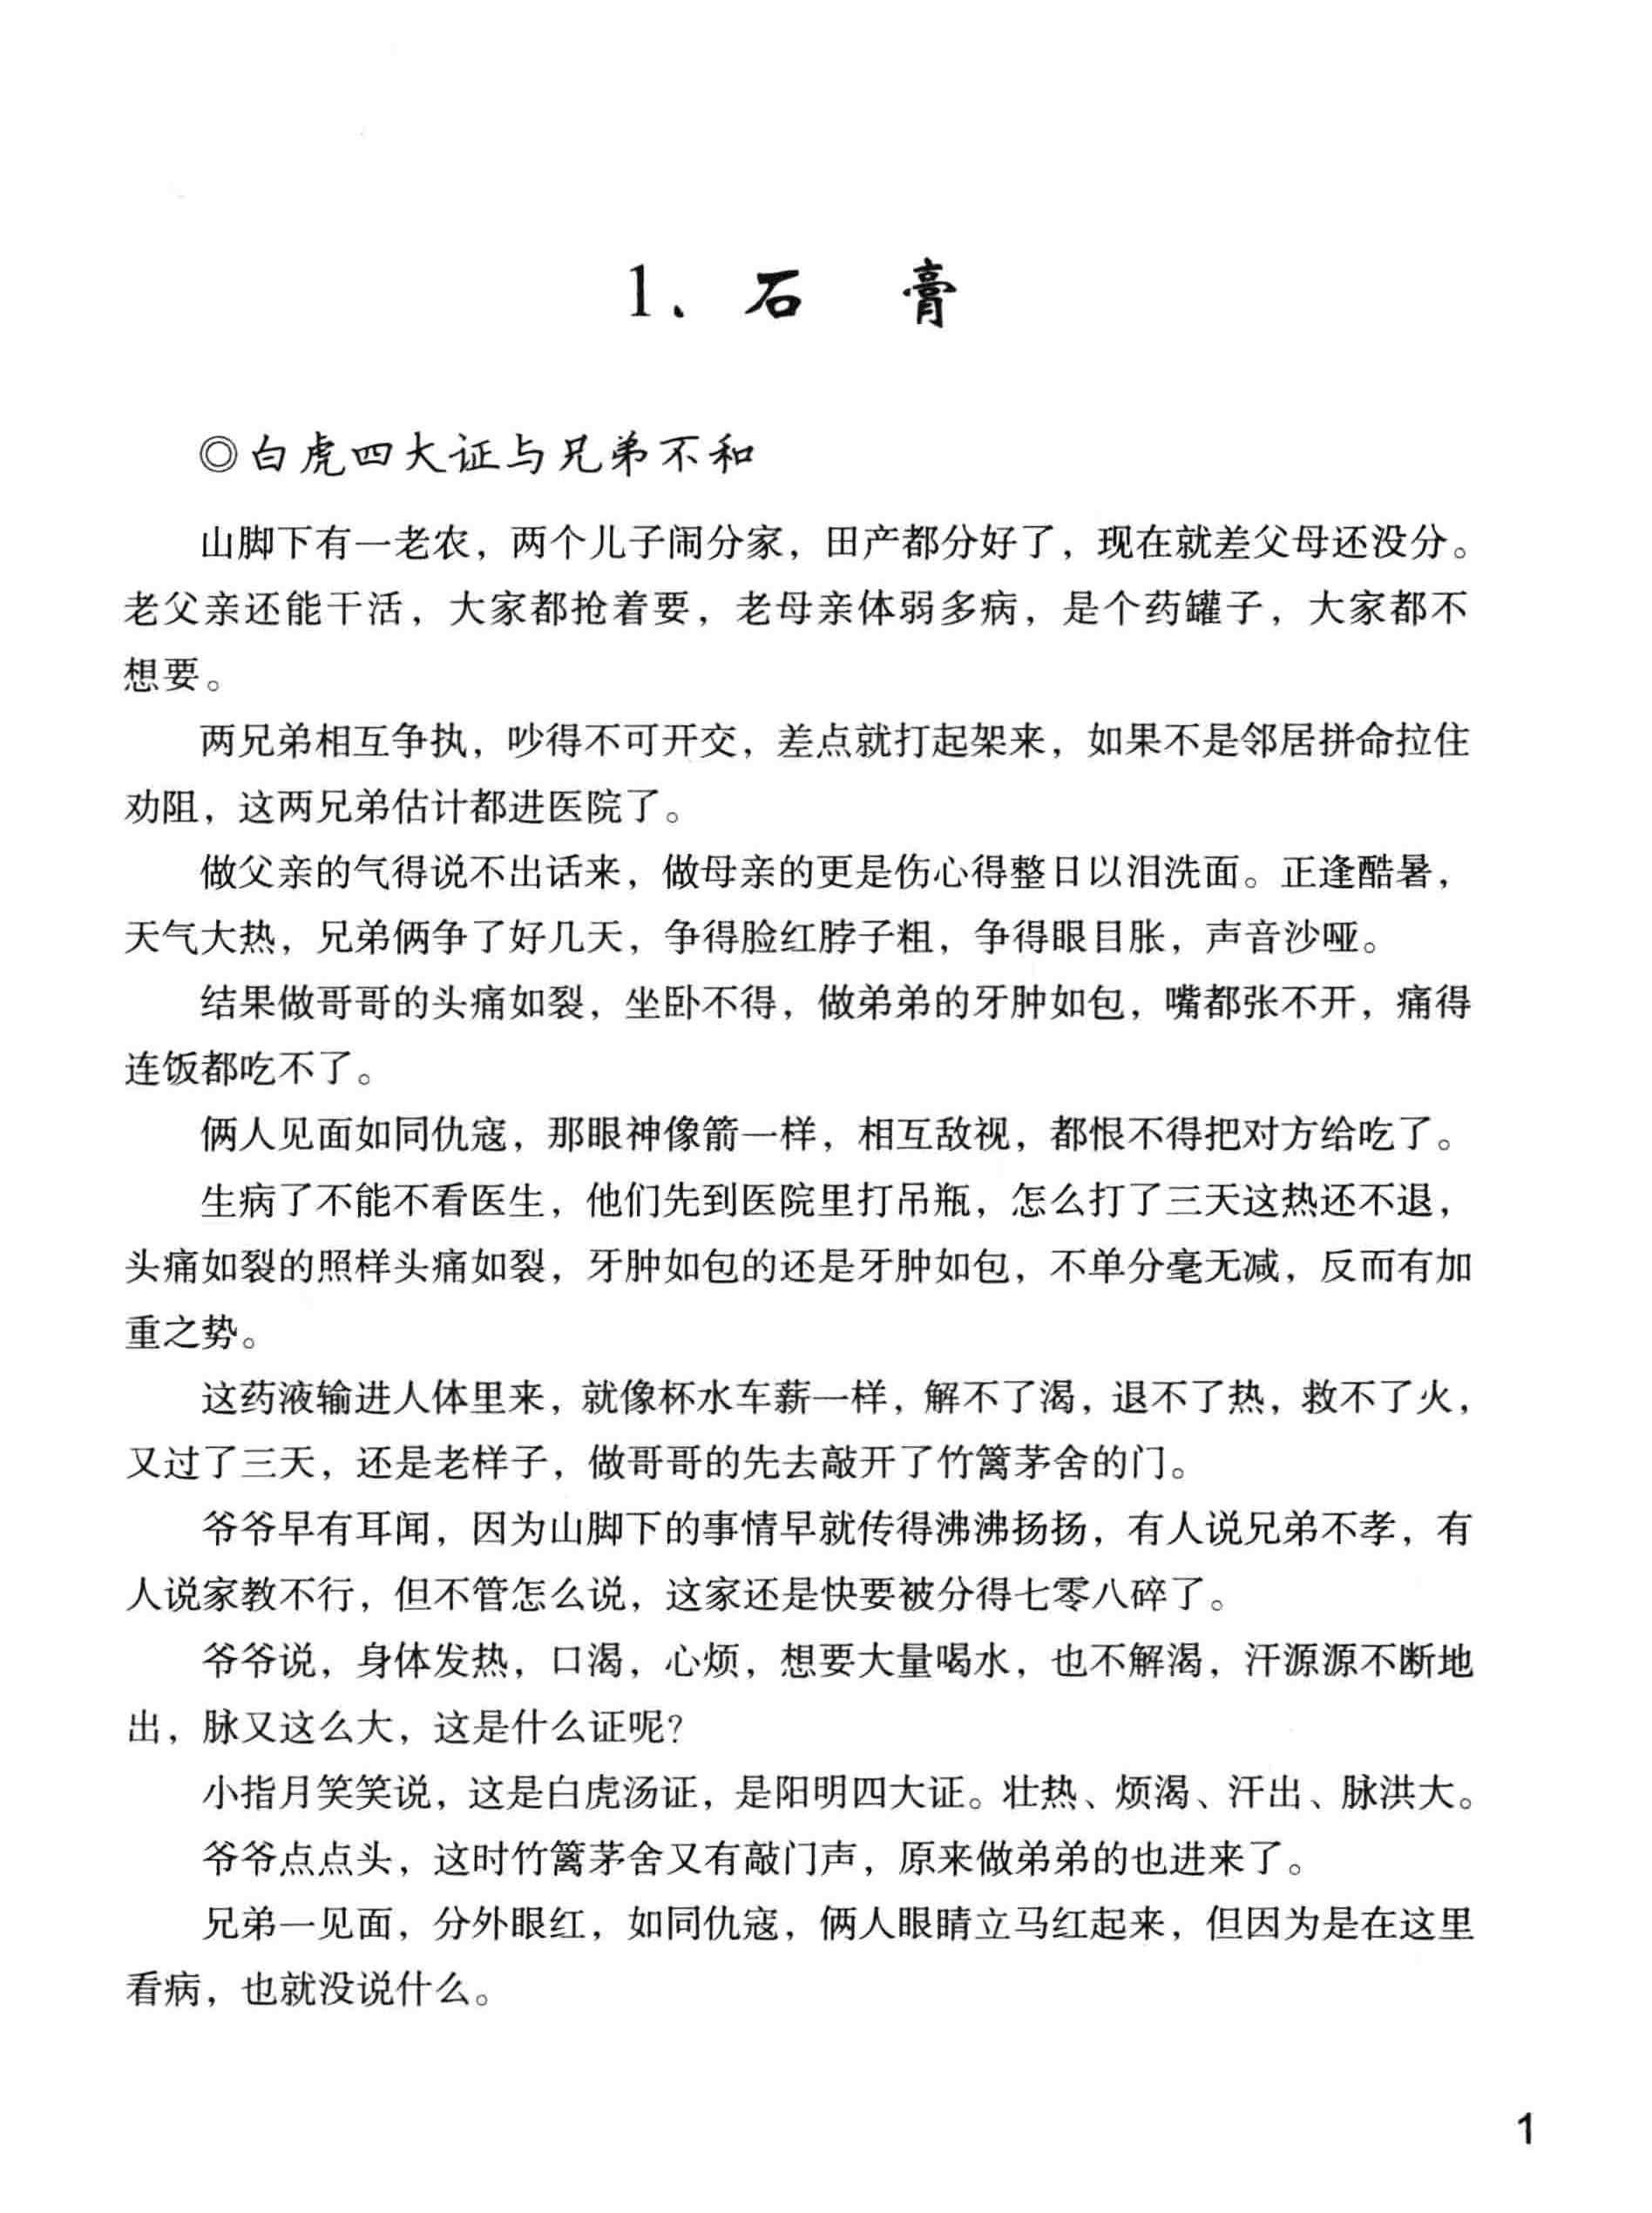 1、石 膏
◎白虎四大证与兄弟不和
山脚下有一老农，两个儿子闹分家，田产都分好了，现在就差父母还没分。
老父亲还能干活，大家都抢着要，老母亲体弱多病，是个药罐子，大家都不
想要。
两兄弟相互争执，吵得不可开交，差点就打起架来，如果不是邻居拼命拉住
劝阻，这两兄弟估计都进医院了。
做父亲的气得说不出话来，做母亲的更是伤心得整日以泪洗面。正逢酷暑，
天气大热，兄弟俩争了好几天，争得脸红脖子粗，争得眼目胀，声音沙哑。
结果做哥哥的头痛如裂，坐卧不得，做弟弟的牙肿如包，嘴都张不开，痛得
连饭都吃不了。
俩人见面如同仇寇，那眼神像箭一样，相互敌视，都恨不得把对方给吃了。
生病了不能不看医生，他们先到医院里打吊瓶，怎么打了三天这热还不退，
头痛如裂的照样头痛如裂，牙肿如包的还是牙肿如包，不单分毫无减，反而有加
重之势。
这药液输进人体里来，就像杯水车薪一样，解不了渴，退不了热，救不了火，
又过了三天，还是老样子，做哥哥的先去敲开了竹篱茅舍的门。
爷爷早有耳闻，因为山脚下的事情早就传得沸沸扬扬，有人说兄弟不孝，有
人说家教不行，但不管怎么说，这家还是快要被分得七零八碎了。
爷爷说，身体发热，口渴，心烦，想要大量喝水，也不解渴，汗源源不断地
出，脉又这么大，这是什么证呢？
小指月笑笑说，这是白虎汤证，是阳明四大证。壮热、烦渴、汗出、脉洪大。
爷爷点点头，这时竹篱茅舍又有敲门声，原来做弟弟的也进来了。
兄弟一见面，分外眼红，如同仇寇，俩人眼睛立马红起来，但因为是在这里
看病，也就没说什么。
1